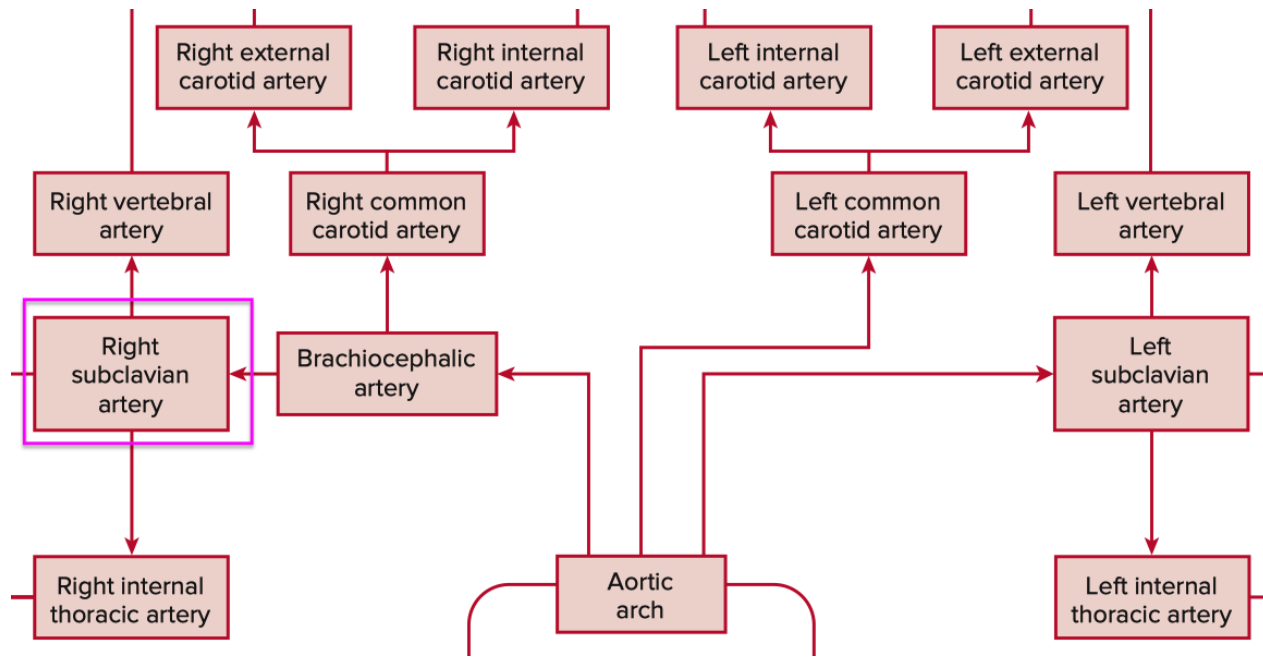 Right external
carotid artery
Right internal
carotid artery
Left internal
carotid artery
Left external
carotid artery
Right vertebral
artery
Right common
carotid artery
Left common
carotid artery
Left vertebral
artery
Right
subclavian
artery
Brachiocephalic
artery
Left
subclavian
artery
Right internal
thoracic artery
Aortic
arch
Left internal
thoracic artery